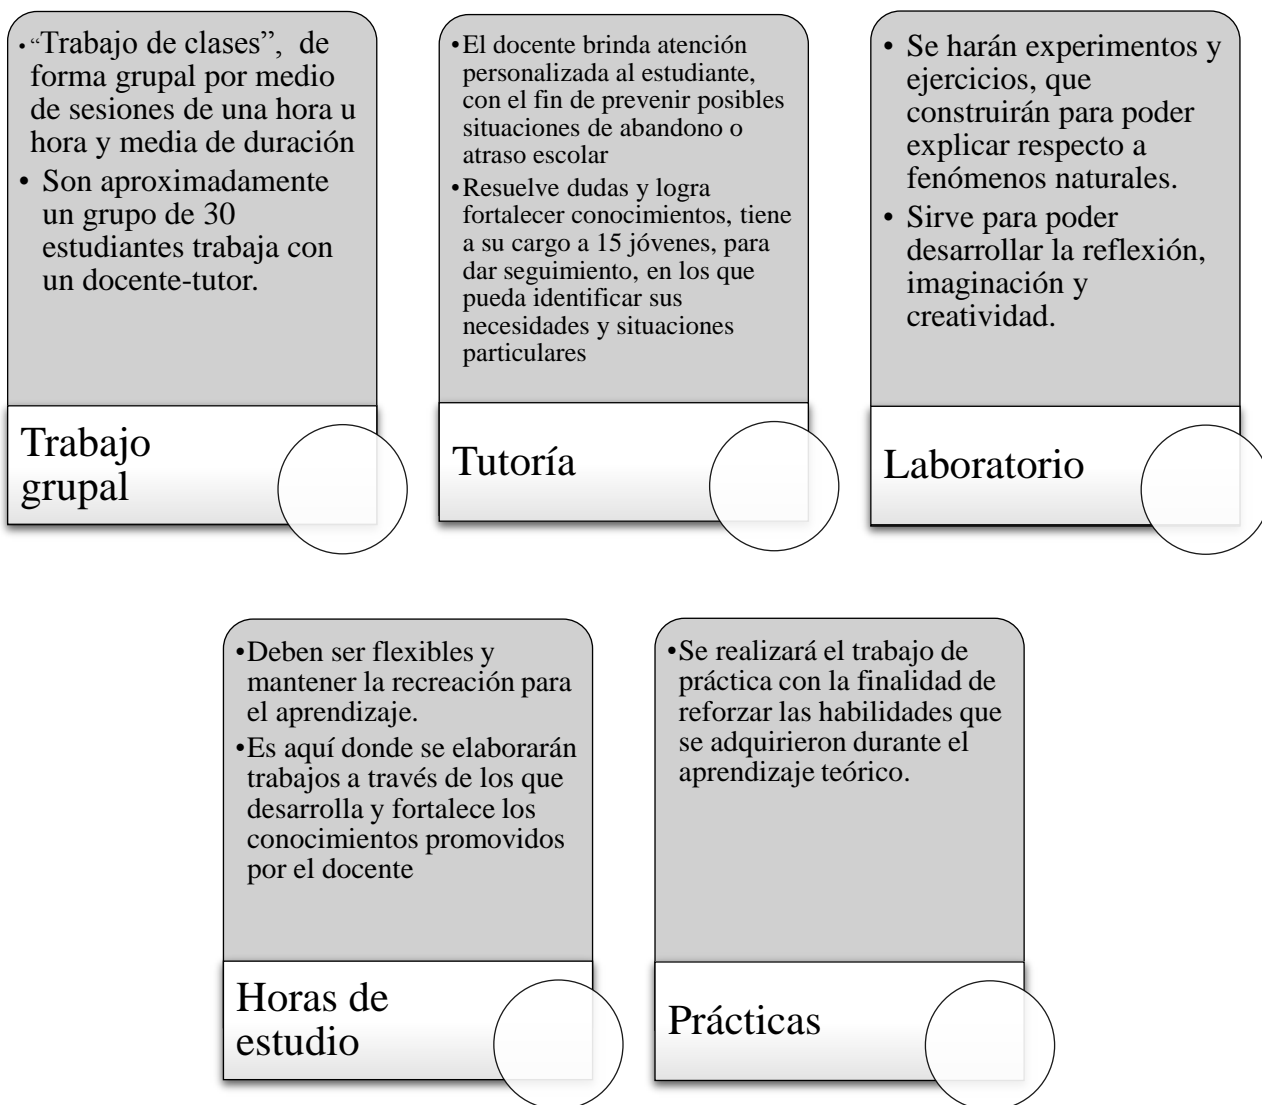 • “Trabajo de clases”, de
forma grupal por medio
de sesiones de una hora u
hora y media de duración
• Son aproximadamente
un grupo de 30
estudiantes trabaja con
un docente-tutor.
Trabajo
grupal
•El docente brinda atención
personalizada al estudiante,
con el fin de prevenir posibles
situaciones de abandono o
atraso escolar
•Resuelve dudas y logra
fortalecer conocimientos, tiene
a su cargo a 15 jóvenes, para
dar seguimiento, en los que
pueda identificar sus
necesidades y situaciones
particulares
Tutoría
• Se harán experimentos y
ejercicios, que
construirán para poder
explicar respecto a
fenómenos naturales.
• Sirve para poder
desarrollar la reflexión,
imaginación y
creatividad.
Laboratorio
•Deben ser flexibles y
mantener la recreación para
el aprendizaje.
•Es aquí donde se elaborarán
trabajos a través de los que
desarrolla y fortalece los
conocimientos promovidos
por el docente
Horas de
estudio
•Se realizará el trabajo de
práctica con la finalidad de
reforzar las habilidades que
se adquirieron durante el
aprendizaje teórico.
Prácticas